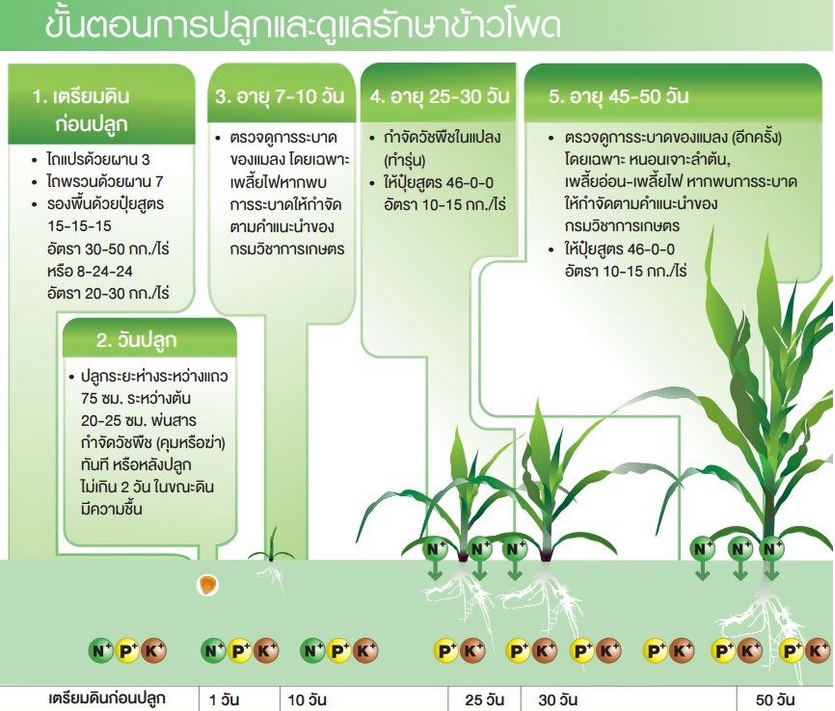 ขั้นตอนการปลูกและดูแลรักษาข้าวโพด
1. เตรียมดิน
ก่อนปลูก
• ไถแปรด้วยผาน 3
• ไถพรวนด้วยผาน 7
• รองพื้นด้วยปุ๋ยสูตร
15-15-15
อัตรา 30-50 กก./ไร่
หรือ 8-24-24
อัตรา 20-30 กก./ไร่
2. วันปลูก
• ปลูกระยะห่างระหว่างแถว
75 ซม. ระหว่างต้น
20-25 ซม. พ่นสาร
กำจัดวัชพืช (คุมหรือฆ่า)
ทันที หรือหลังปลูก
ไม่เกิน 2 วัน ในขณะดิน
มีความชื้น
3. อายุ 7-10 วัน
• ตรวจดูการระบาด
ของแมลง โดยเฉพาะ
เพลี้ยไฟหากพบ
การระบาดให้กำจัด
ตามคำแนะนำของ
กรมวิชาการเกษตร
4. อายุ 25-30 วัน
• กำจัดวัชพืชในแปลง
(ทำรุ่น)
• ให้ปุ๋ยสูตร 46-0-0
อัตรา 10-15 กก./ไร่
5. อายุ 45-50 วัน
• ตรวจดูการระบาดของแมลง (อีกครั้ง)
โดยเฉพาะ หนอนเจาะลำต้น,
เพลี้ยอ่อน-เพลี้ยไฟ หากพบการระบาด
ให้กำจัดตามคำแนะนำของ
กรมวิชาการเกษตร
• ให้ปุ๋ยสูตร 46-0-0
อัตรา 10-15 กก./ไร่
N+ N+ N+ N+ N+ N+
N+ P+ K+ N+ P+ K+ N+ P+ K+ P+ K+ P+ K+ P+ K+ P+ K+ P+ K+ P+ K+
เตรียมดินก่อนปลูก 1 วัน 10 วัน 25 วัน 30 วัน 50 วัน